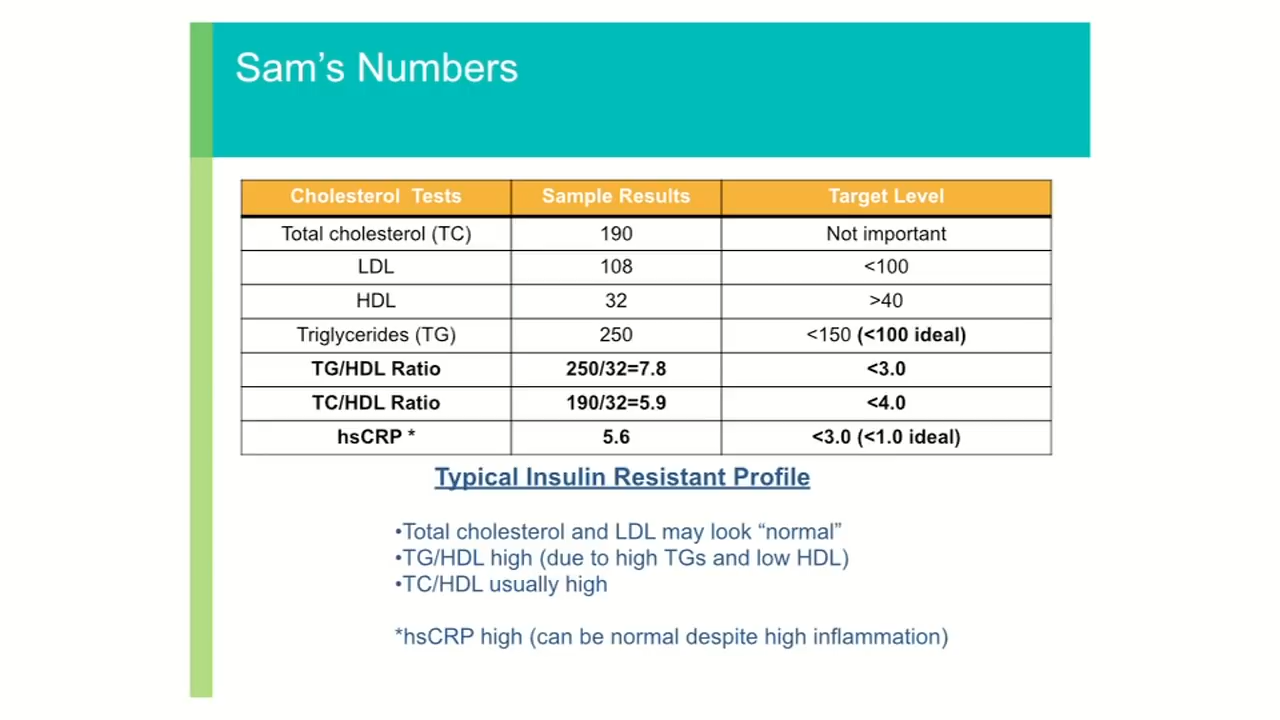 Sam’s Numbers
Cholesterol Tests Sample Results Target Level
Total cholesterol (TC) 190 Not important
LDL 108 <100
HDL 32 >40
Triglycerides (TG) 250 <150 (<100 ideal)
TG/HDL Ratio 250/32=7.8 <3.0
TC/HDL Ratio 190/32=5.9 <4.0
hsCRP * 5.6 <3.0 (<1.0 ideal)
Typical Insulin Resistant Profile
•Total cholesterol and LDL may look “normal”
•TG/HDL high (due to high TGs and low HDL)
•TC/HDL usually high
*hsCRP high (can be normal despite high inflammation)